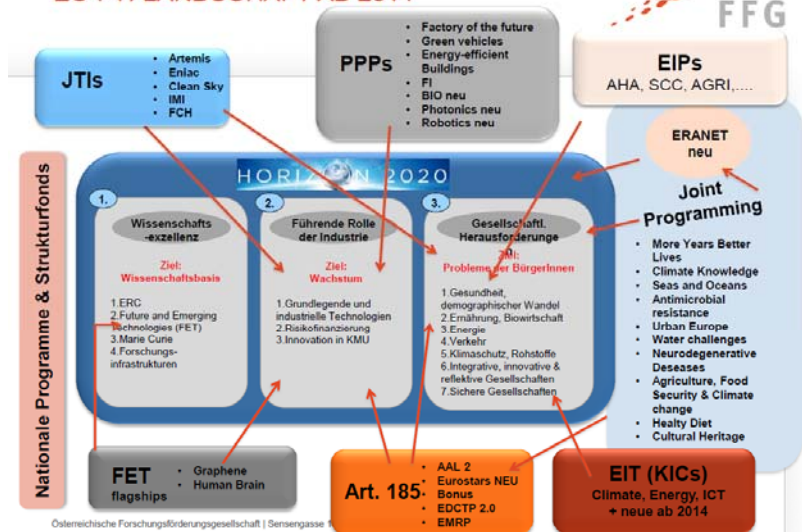 FFG
JTIs
• Artemis
• Eniac
• Clean Sky
• IMI
• FCH
PPPs
• Factory of the future
• Green vehicles
• Energy-efficient
Buildings
• FI
• BIO neu
• Photonics neu
• Robotics neu
EIPs
AHA, SCC, AGRI,....
ERANET
neu
Joint
Programming
• More Years Better
Lives
• Climate Knowledge
• Seas and Oceans
• Antimicrobial
resistance
• Urban Europe
• Water challenges
• Neurodegenerative
Deseases
• Agriculture, Food
Security & Climate
change
• Healty Diet
• Cultural Heritage
Nationale Programme & Strukturfonds
HORIZON 2020
1.
Wissenschafts
-exzellenz
Ziel:
Wissenschaftsbasis
1.ERC
2.Future and Emerging
Technologies (FET)
3.Marie Curie
4.Forschungs-
infrastrukturen
2.
Führende Rolle
der Industrie
Ziel:
Wachstum
1.Grundlegende und
industrielle Technologien
2.Risikofinanzierung
3.Innovation in KMU
3.
Gesellschaftl.
Herausforderunge
n
Ziel:
Probleme der BürgerInnen
1.Gesundheit,
demographischer Wandel
2.Ernährung, Biowirtschaft
3.Energie
4.Verkehr
5.Klimaschutz, Rohstoffe
6.Integrative, innovative &
reflektive Gesellschaften
7.Sichere Gesellschaften
FET
flagships
• Graphene
• Human Brain
Art. 185
• AAL 2
• Eurostars NEU
• Bonus
• EDCTP 2.0
• EMRP
EIT (KICs)
Climate, Energy, ICT
+ neue ab 2014
Österreichische Forschungsförderungsgesellschaft | Sensengasse 1